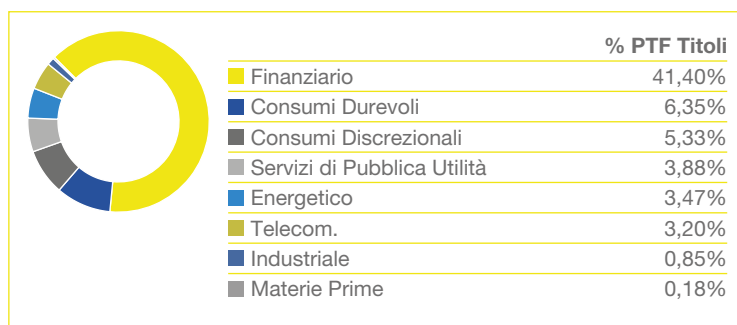 % PTF Titoli
Finanziario 41,40%
Consumi Durevoli 6,35%
Consumi Discrezionali 5,33%
Servizi di Pubblica Utilità 3,88%
Energetico 3,47%
Telecom. 3,20%
Industriale 0,85%
Materie Prime 0,18%